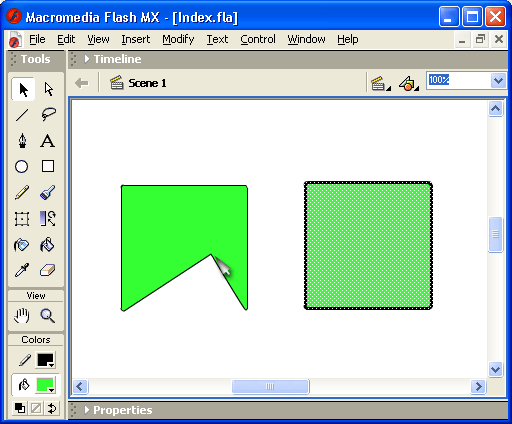 Macromedia Flash MX - [Index.fla]
File Edit View Insert Modify Text Control Window Help
Tools
Timeline
Scene 1
100%
A
View
Colors
Properties